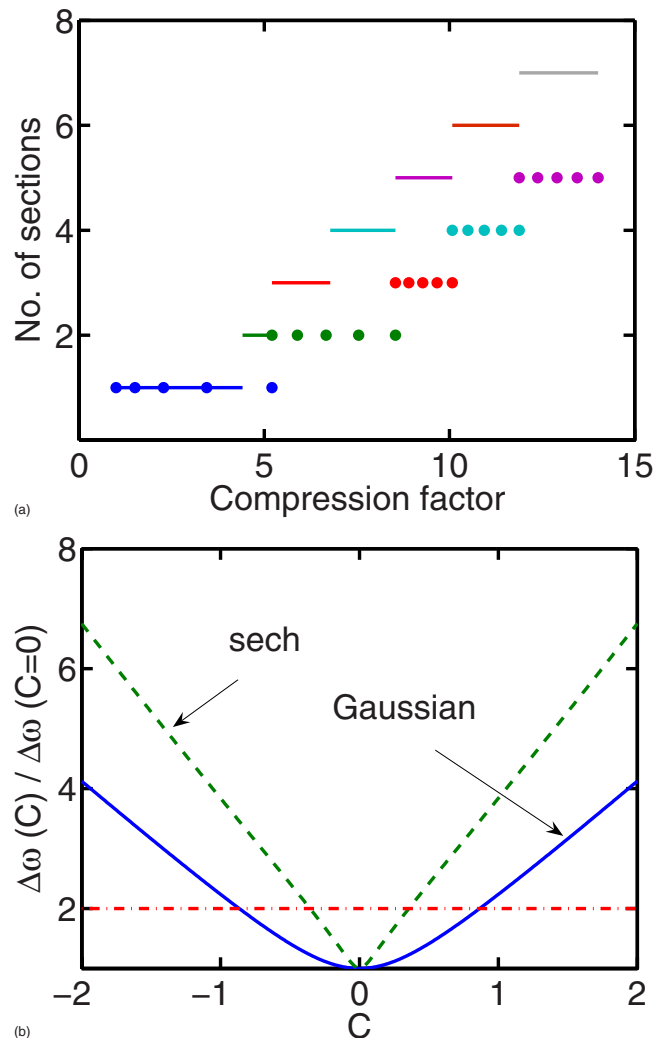 8
6
4
2
No. of sections
0
5
10
15
Compression factor
(a)
8
6
4
2
Δω (C) / Δω (C=0)
sech
Gaussian
−2
−1
0
1
2
C
(b)